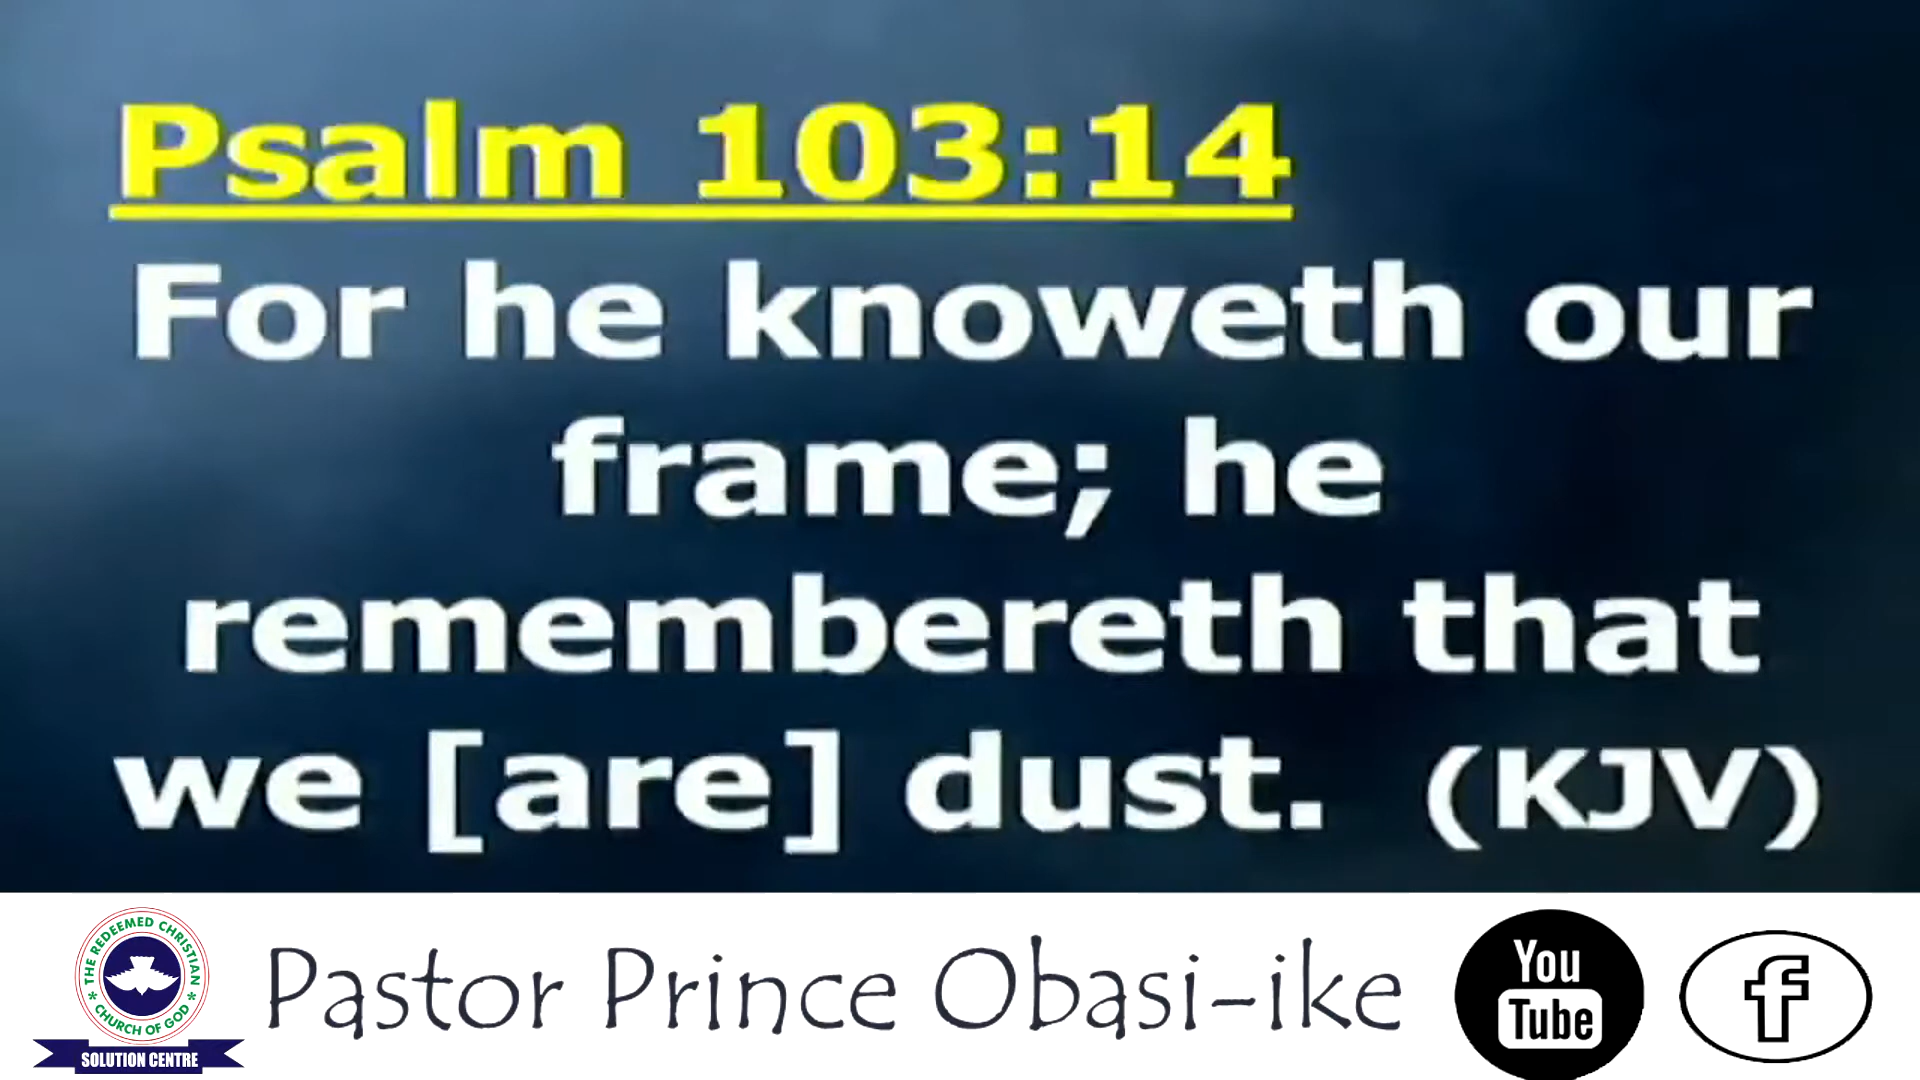 Psalm 103:14
For he knoweth our
frame; he
remembereth that
we [are] dust. (KJV)
THE REDEEMED CHRISTIAN
* CHURCH OF GOD *
SOLUTION CENTRE
Pastor Prince Obasi-ike
You
Tube
f